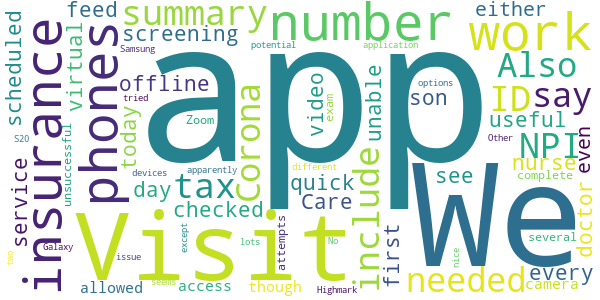 app
We
Visit
number
work
insurance
phones
summary
screening
feed
either
scheduled
virtual
Samsung
potential
application
Also
say
ID
NPI
offline
tried
video
exam
unable
son
options
useful
Other
even
nurse
doctor
service
S20
unsuccessful
today
Corona
Zoom
include
apparently
devices
different
quick
Care
see
complete
day
tax
checked
Galaxy
issue
two
seems
allowed
access
though
except
lots
attempts
No
Highmark
first
needed
nice
several
every
camera